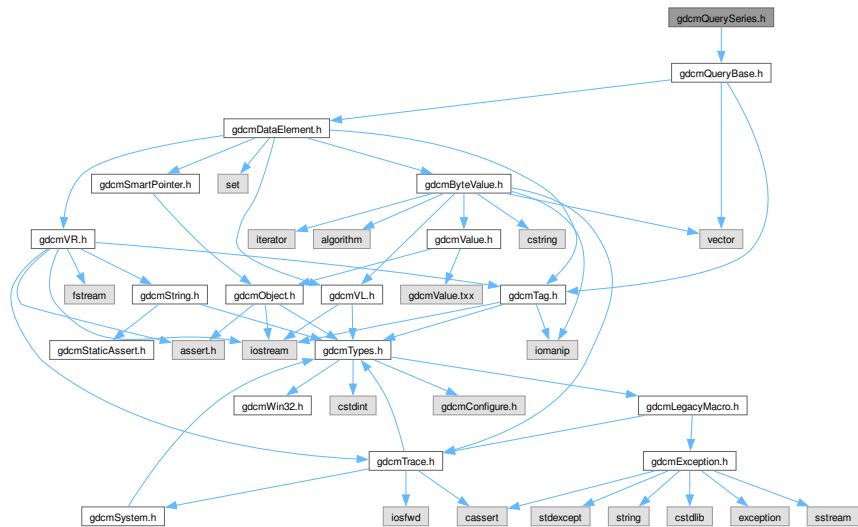 gdcmQuerySeries.h
gdcmQueryBase.h
gdcmDataElement.h
gdcmSmartPointer.h
set
gdcmByteValue.h
iterator
algorithm
gdcmValue.h
cstring
vector
gdcmVR.h
fstream
gdcmString.h
gdcmObject.h
gdcmVL.h
gdcmValue.txx
gdcmTag.h
gdcmStaticAssert.h
assert.h
iostream
gdcmTypes.h
iomanip
gdcmWin32.h
cstdint
gdcmConfigure.h
gdcmLegacyMacro.h
gdcmTrace.h
gdcmException.h
gdcmSystem.h
iosfwd
cassert
stdexcept
string
cstdlib
exception
sstream